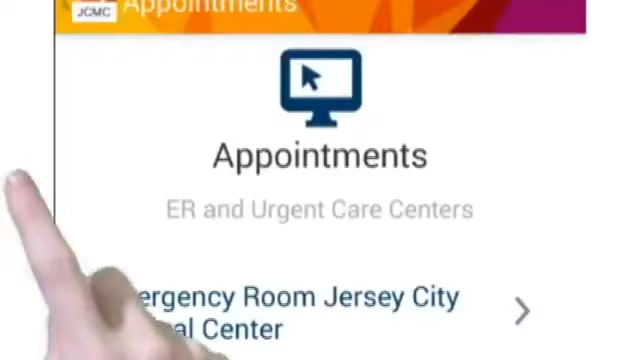 JCMC
Appointments
Appointments
ER and Urgent Care Centers
ergency Room Jersey City
al Center